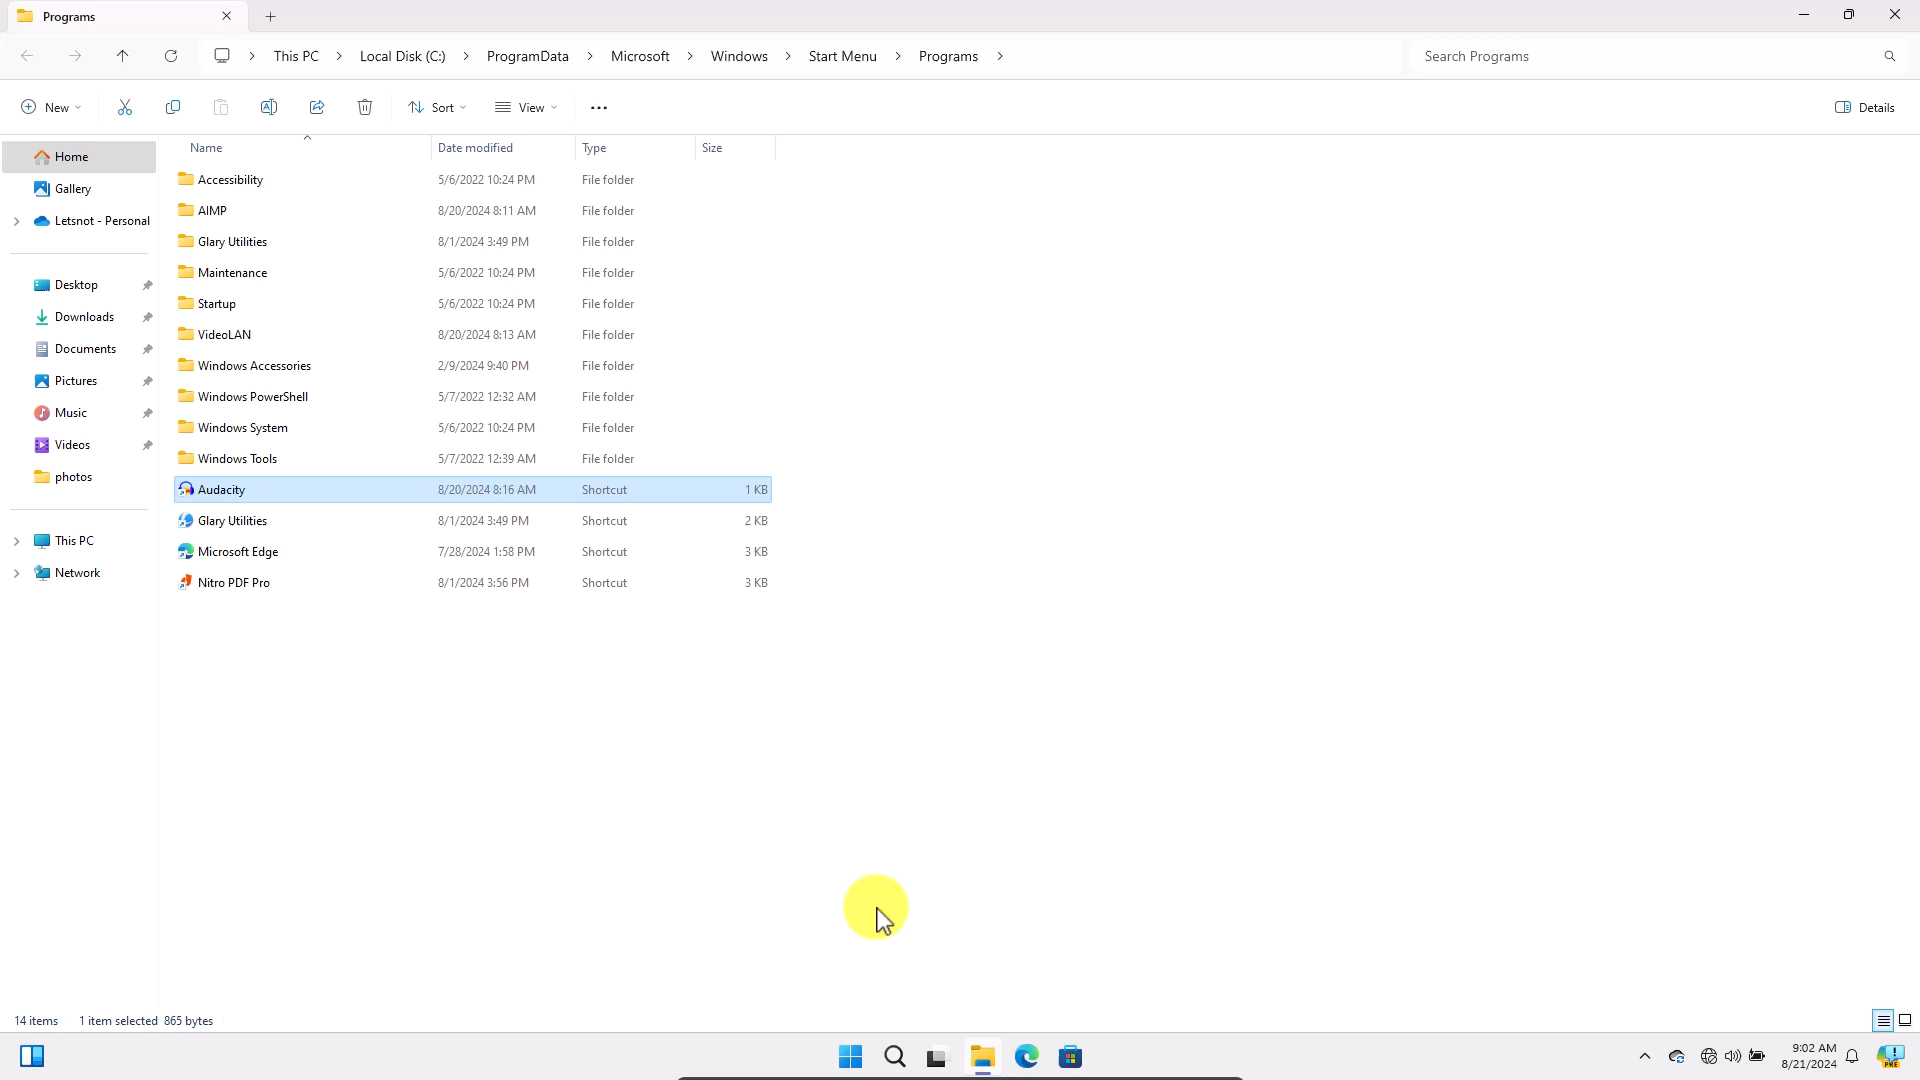 Programs
This PC Local Disk (C:) ProgramData Microsoft Windows Start Menu Programs Search Programs
New Sort View Details
Name Date modified Type Size
Home
Gallery
Letsnot - Personal
Desktop
Downloads
Documents
Pictures
Music
Videos
photos
This PC
Network
Accessibility 5/6/2022 10:24 PM File folder
AIMP 8/20/2024 8:11 AM File folder
Glary Utilities 8/1/2024 3:49 PM File folder
Maintenance 5/6/2022 10:24 PM File folder
Startup 5/6/2022 10:24 PM File folder
VideoLAN 8/20/2024 8:13 AM File folder
Windows Accessories 2/9/2024 9:40 PM File folder
Windows PowerShell 5/7/2022 12:32 AM File folder
Windows System 5/6/2022 10:24 PM File folder
Windows Tools 5/7/2022 12:39 AM File folder
Audacity 8/20/2024 8:16 AM Shortcut 1 KB
Glary Utilities 8/1/2024 3:49 PM Shortcut 2 KB
Microsoft Edge 7/28/2024 1:58 PM Shortcut 3 KB
Nitro PDF Pro 8/1/2024 3:56 PM Shortcut 3 KB
14 items 1 item selected 865 bytes
9:02 AM
8/21/2024
PRE